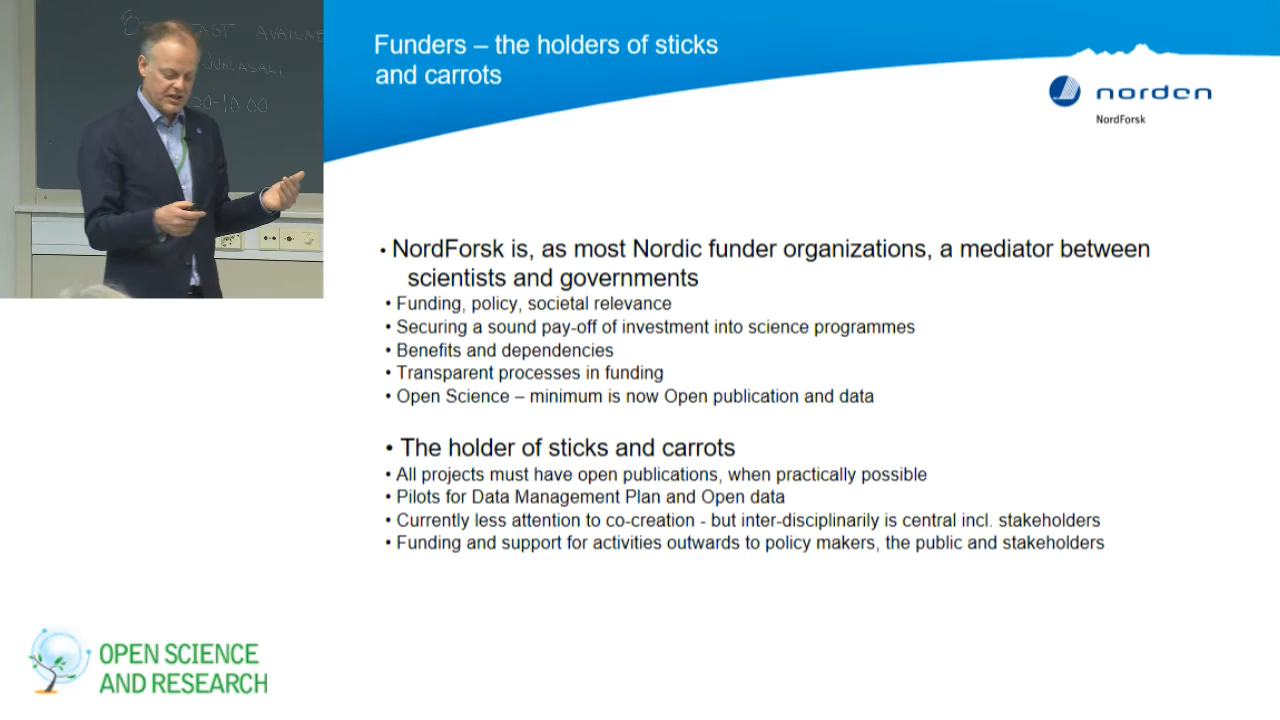 AST AVAILAB
20-10.00
Funders – the holders of sticks
and carrots
norden
NordForsk
• NordForsk is, as most Nordic funder organizations, a mediator between
scientists and governments
• Funding, policy, societal relevance
• Securing a sound pay-off of investment into science programmes
• Benefits and dependencies
• Transparent processes in funding
• Open Science – minimum is now Open publication and data
• The holder of sticks and carrots
• All projects must have open publications, when practically possible
• Pilots for Data Management Plan and Open data
• Currently less attention to co-creation - but inter-disciplinarily is central incl. stakeholders
• Funding and support for activities outwards to policy makers, the public and stakeholders
OPEN SCIENCE
AND RESEARCH